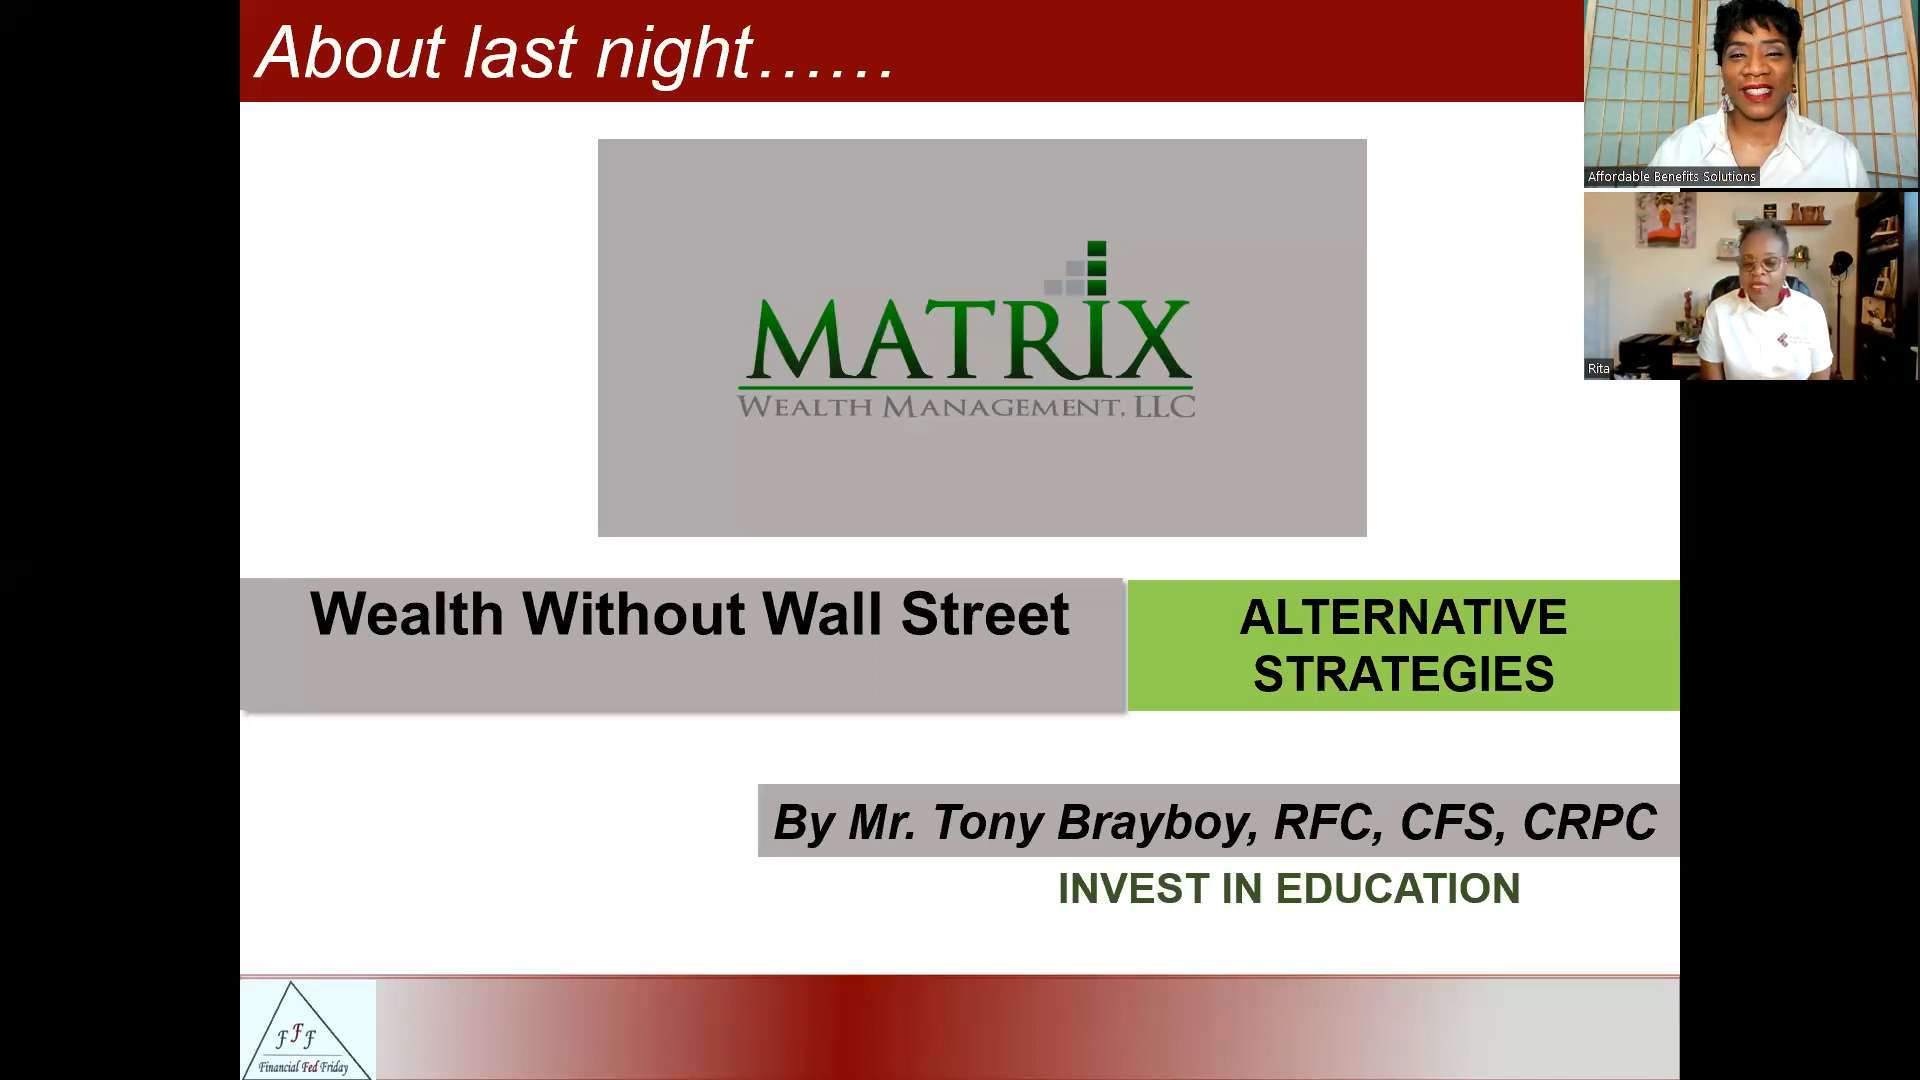 About last night......
Affordable Benefits Solutions
Rita
MATRIX
WEALTH MANAGEMENT, LLC
Wealth Without Wall Street
ALTERNATIVE
STRATEGIES
By Mr. Tony Brayboy, RFC, CFS, CRPC
INVEST IN EDUCATION
F F F
Financial Fed Friday